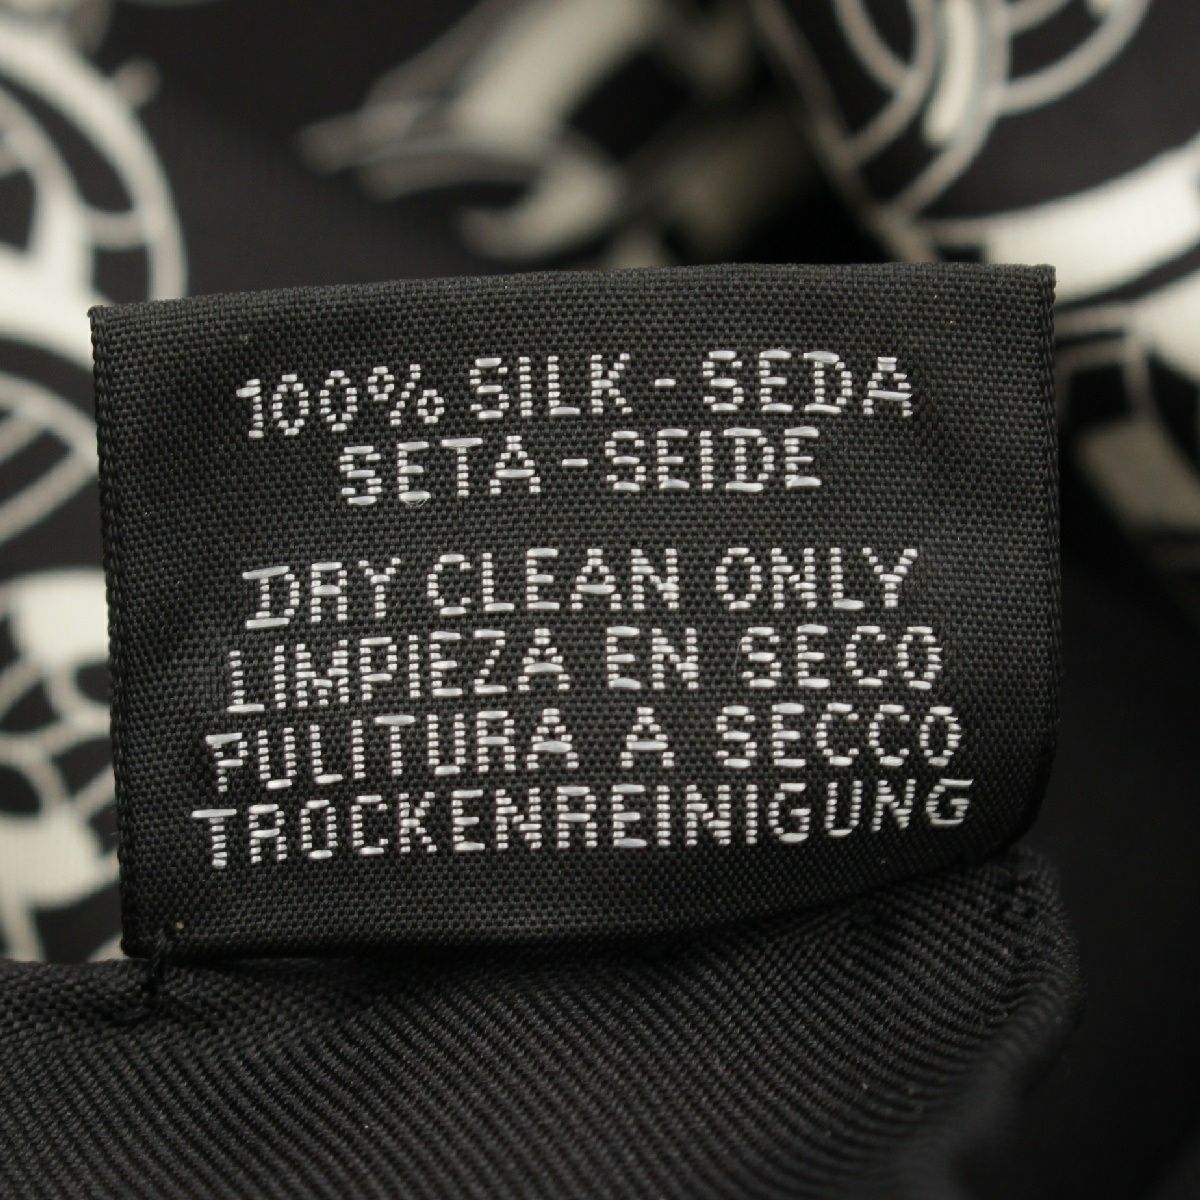 100% SILK - SEDA
SETA - SEIDE
DRY CLEAN ONLY
LIMPIEZA EN SECO
PULITURA A SECCO
TROCKENREINIGUNG